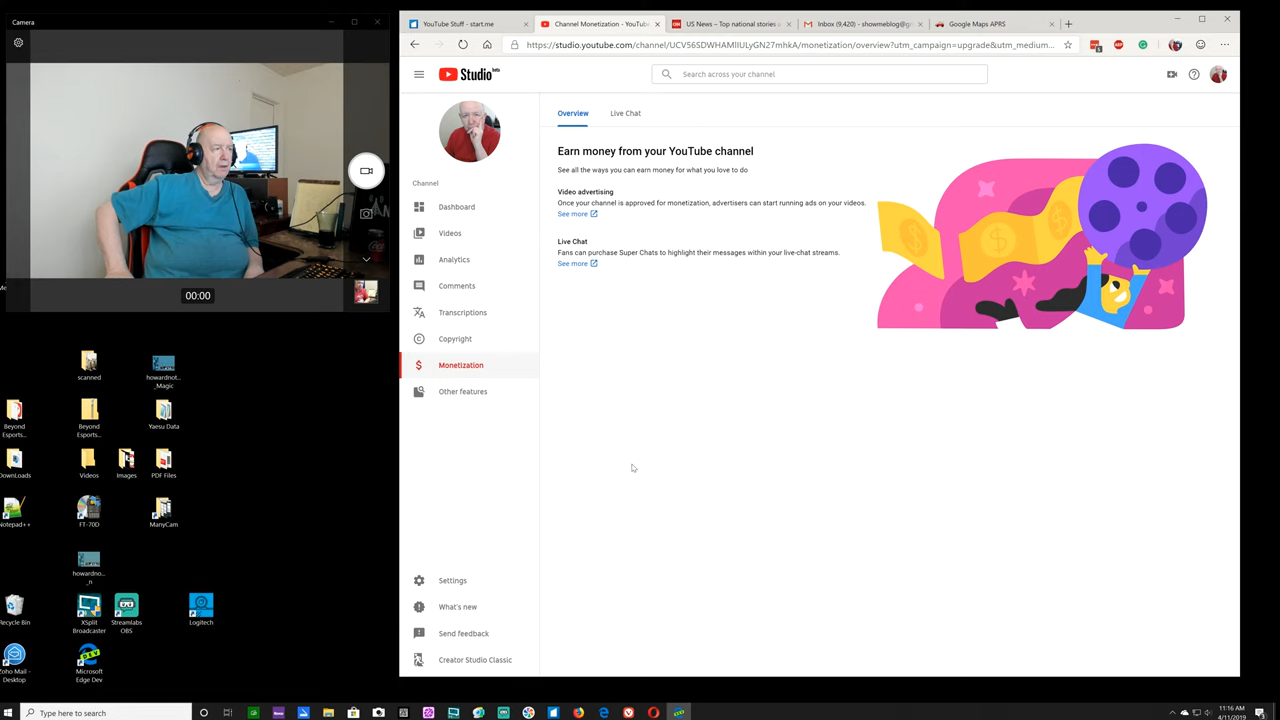 Camera
00:00
scanned
howardnot...
_Magic
Beyond
Esports...
Beyond
Esports...
Yaesu Data
DownLoads
Videos
Images
PDF Files
Notepad++
FT-70D
ManyCam
howardno...
_n
Recycle Bin
XSplit
Broadcaster
Streamlabs
OBS
Logitech
Zoho Mail -
Desktop
Microsoft
Edge Dev
YouTube Stuff - start.me
Channel Monetization - YouTub
US News – Top national stories
Inbox (9,420) - showmeblog@g
Google Maps APRS
https://studio.youtube.com/channel/UCV56SDWHAMIIULyGN27mhkA/monetization/overview?utm_campaign=upgrade&utm_medium...
Studio beta
Search across your channel
Channel
Dashboard
Videos
Analytics
Comments
Transcriptions
Copyright
Monetization
Other features
Settings
What's new
Send feedback
Creator Studio Classic
Overview Live Chat
Earn money from your YouTube channel
See all the ways you can earn money for what you love to do
Video advertising
Once your channel is approved for monetization, advertisers can start running ads on your videos.
See more
Live Chat
Fans can purchase Super Chats to highlight their messages within your live-chat streams.
See more
Type here to search
11:16 AM
4/11/2019